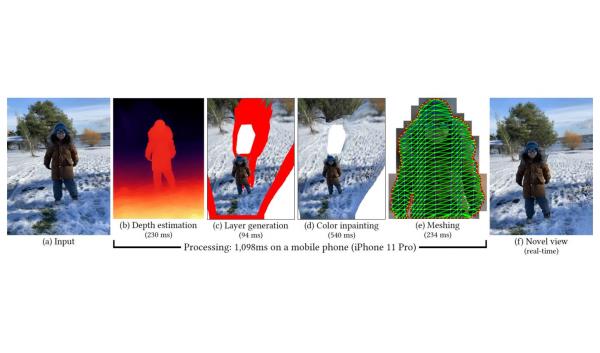 (a) Input
(b) Depth estimation
(230 ms)
(c) Layer generation
(94 ms)
(d) Color inpainting
(540 ms)
(e) Meshing
(234 ms)
(f) Novel view
(real-time)
Processing: 1,098ms on a mobile phone (iPhone 11 Pro)